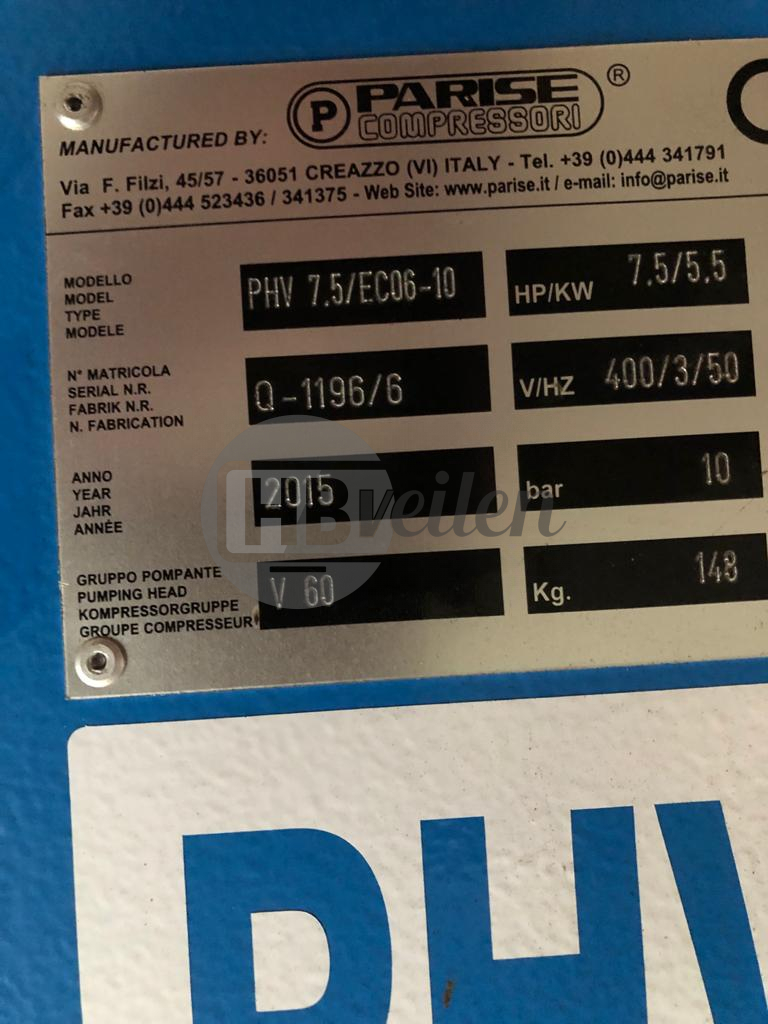 P PARISE ®
COMPRESSORI
MANUFACTURED BY:
Via F. Filzi, 45/57 - 36051 CREAZZO (VI) ITALY - Tel. +39 (0)444 341791
Fax +39 (0)444 523436 / 341375 - Web Site: www.parise.it / e-mail: info@parise.it
MODELLO
MODEL
TYPE
MODELE
PHV 7.5/EC06-10
HP/KW 7.5/5.5
N° MATRICOLA
SERIAL N.R.
FABRIK N.R.
N. FABRICATION
Q-1196/6
V/HZ 400/3/50
ANNO
YEAR
JAHR
ANNÉE
2015
bar 10
HBveilen
GRUPPO POMPANTE
PUMPING HEAD
KOMPRESSORGRUPPE
GROUPE COMPRESSEUR
V 60
Kg. 148
PHV